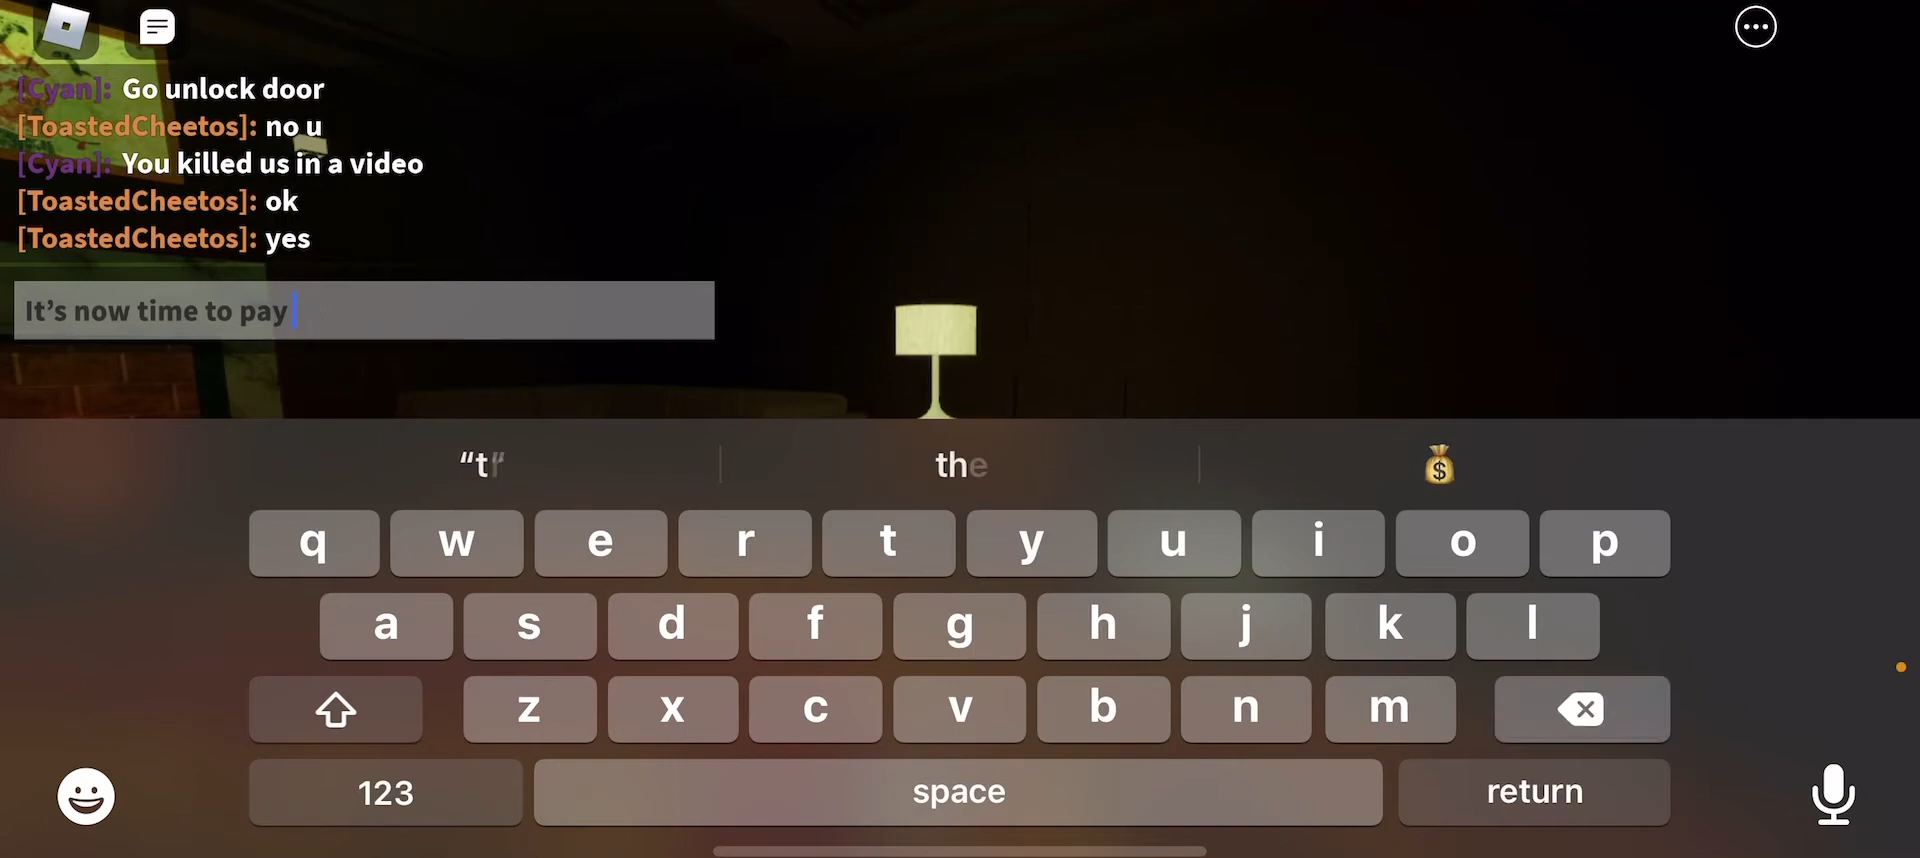 [Cyan]: Go unlock door
[ToastedCheetos]: no u
[Cyan]: You killed us in a video
[ToastedCheetos]: ok
[ToastedCheetos]: yes
It’s now time to pay
the
q w e r t y u i o p
a s d f g h j k l
z x c v b n m
123 space return